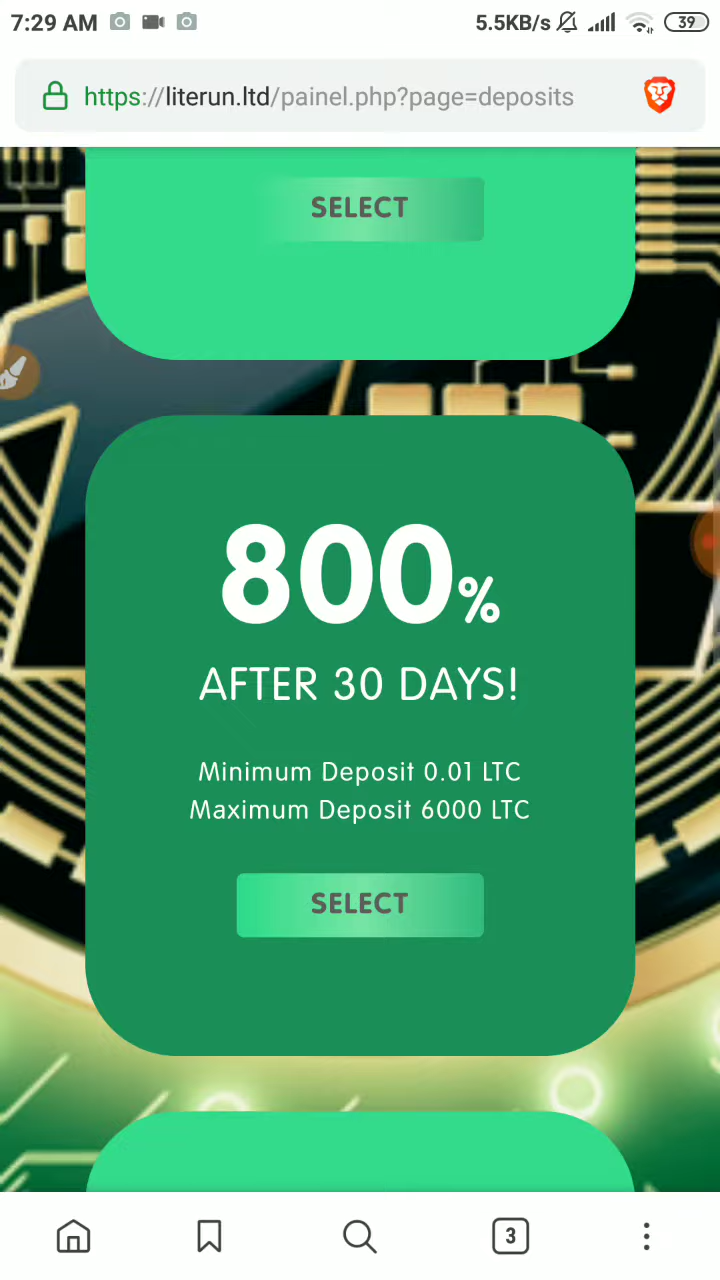 7:29 AM 5.5KB/s 39
https://literun.ltd/painel.php?page=deposits
SELECT
800%
AFTER 30 DAYS!
Minimum Deposit 0.01 LTC
Maximum Deposit 6000 LTC
SELECT
3